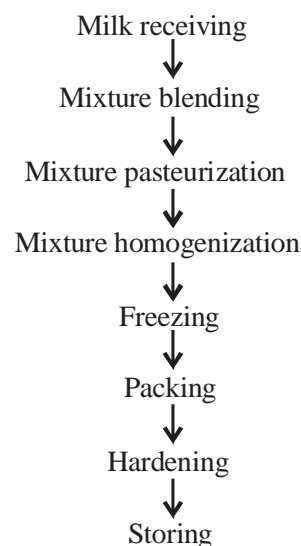 Milk receiving
Mixture blending
Mixture pasteurization
Mixture homogenization
Freezing
Packing
Hardening
Storing